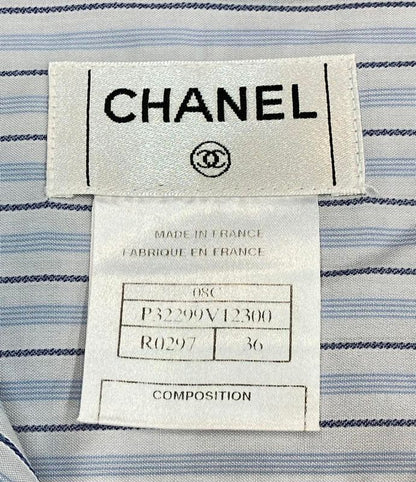 CHANEL
MADE IN FRANCE
FABRIQUE EN FRANCE
08C
P32299V12300
R0297 36
COMPOSITION